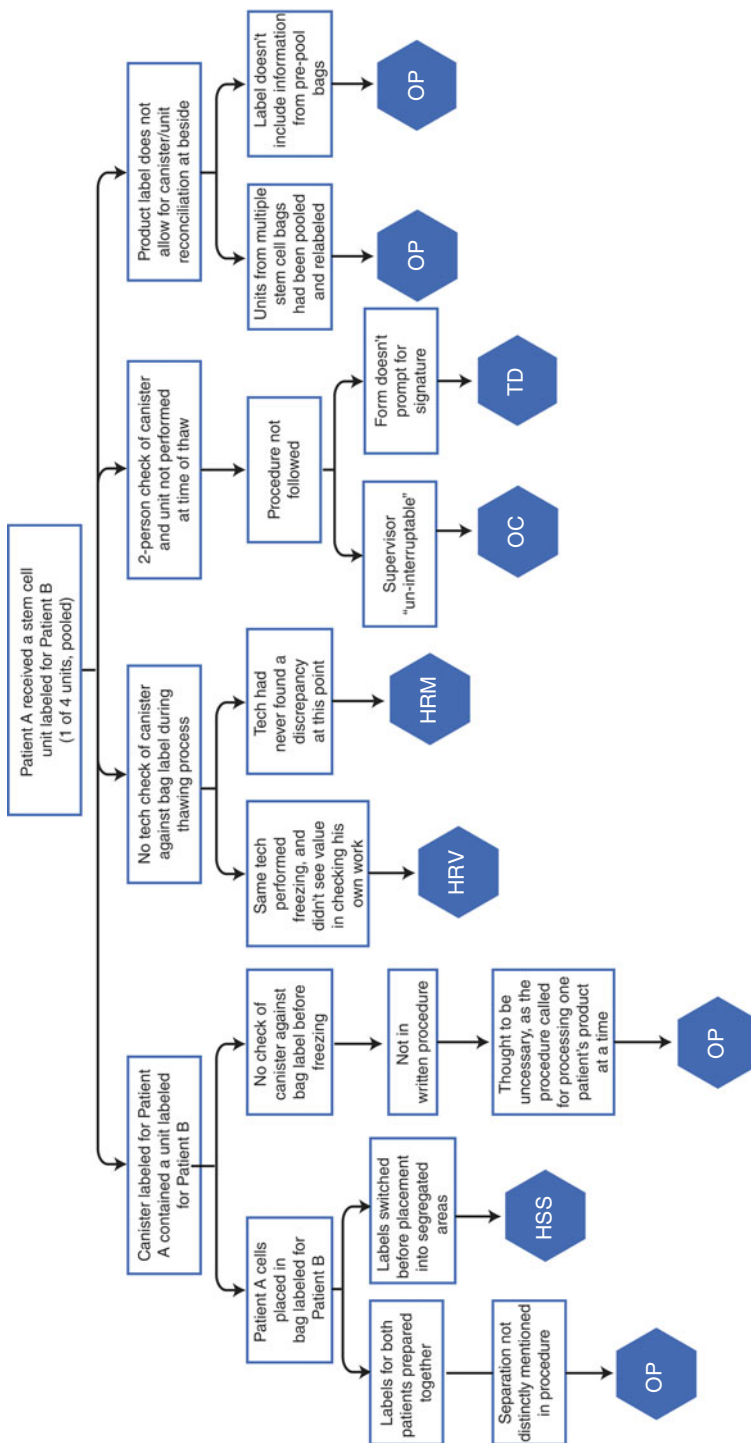 Patient A received a stem cell
unit labeled for Patient B
(1 of 4 units, pooled)
Canister labeled for Patient
A contained a unit labeled
for Patient B
No tech check of canister
against bag label during
thawing process
2-person check of canister
and unit not performed
at time of thaw
Product label does not
allow for canister/unit
reconciliation at beside
Patient A cells
placed in
bag labeled for
Patient B
No check of
canister against
bag label before
freezing
Same tech
performed
freezing, and
didn't see value
in checking his
own work
Tech had
never found a
discrepancy
at this point
Procedure not
followed
Units from multiple
stem cell bags
had been pooled
and relabeled
Label doesn't
include information
from pre-pool
bags
Labels for both
patients prepared
together
Labels switched
before placement
into segregated
areas
Not in
written procedure
HRV
HRM
Supervisor
“un-interruptable”
Form doesn't
prompt for
signature
OP
OP
Separation not
distinctly mentioned
in procedure
HSS
Thought to be
uncessary, as the
procedure called
for processing one
patient's product
at a time
OC
TD
OP
OP